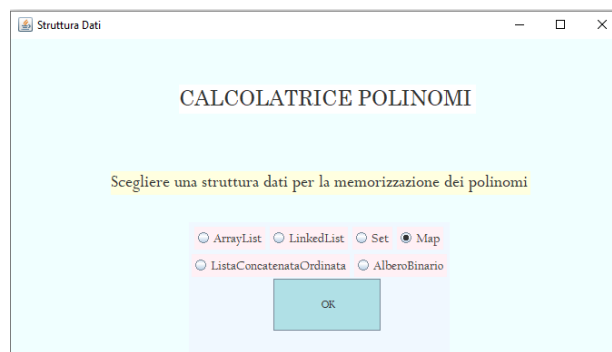 Struttura Dati
CALCOLATRICE POLINOMI
Scegliere una struttura dati per la memorizzazione dei polinomi
ArrayList LinkedList Set Map
ListaConcatenataOrdinata AlberoBinario
OK